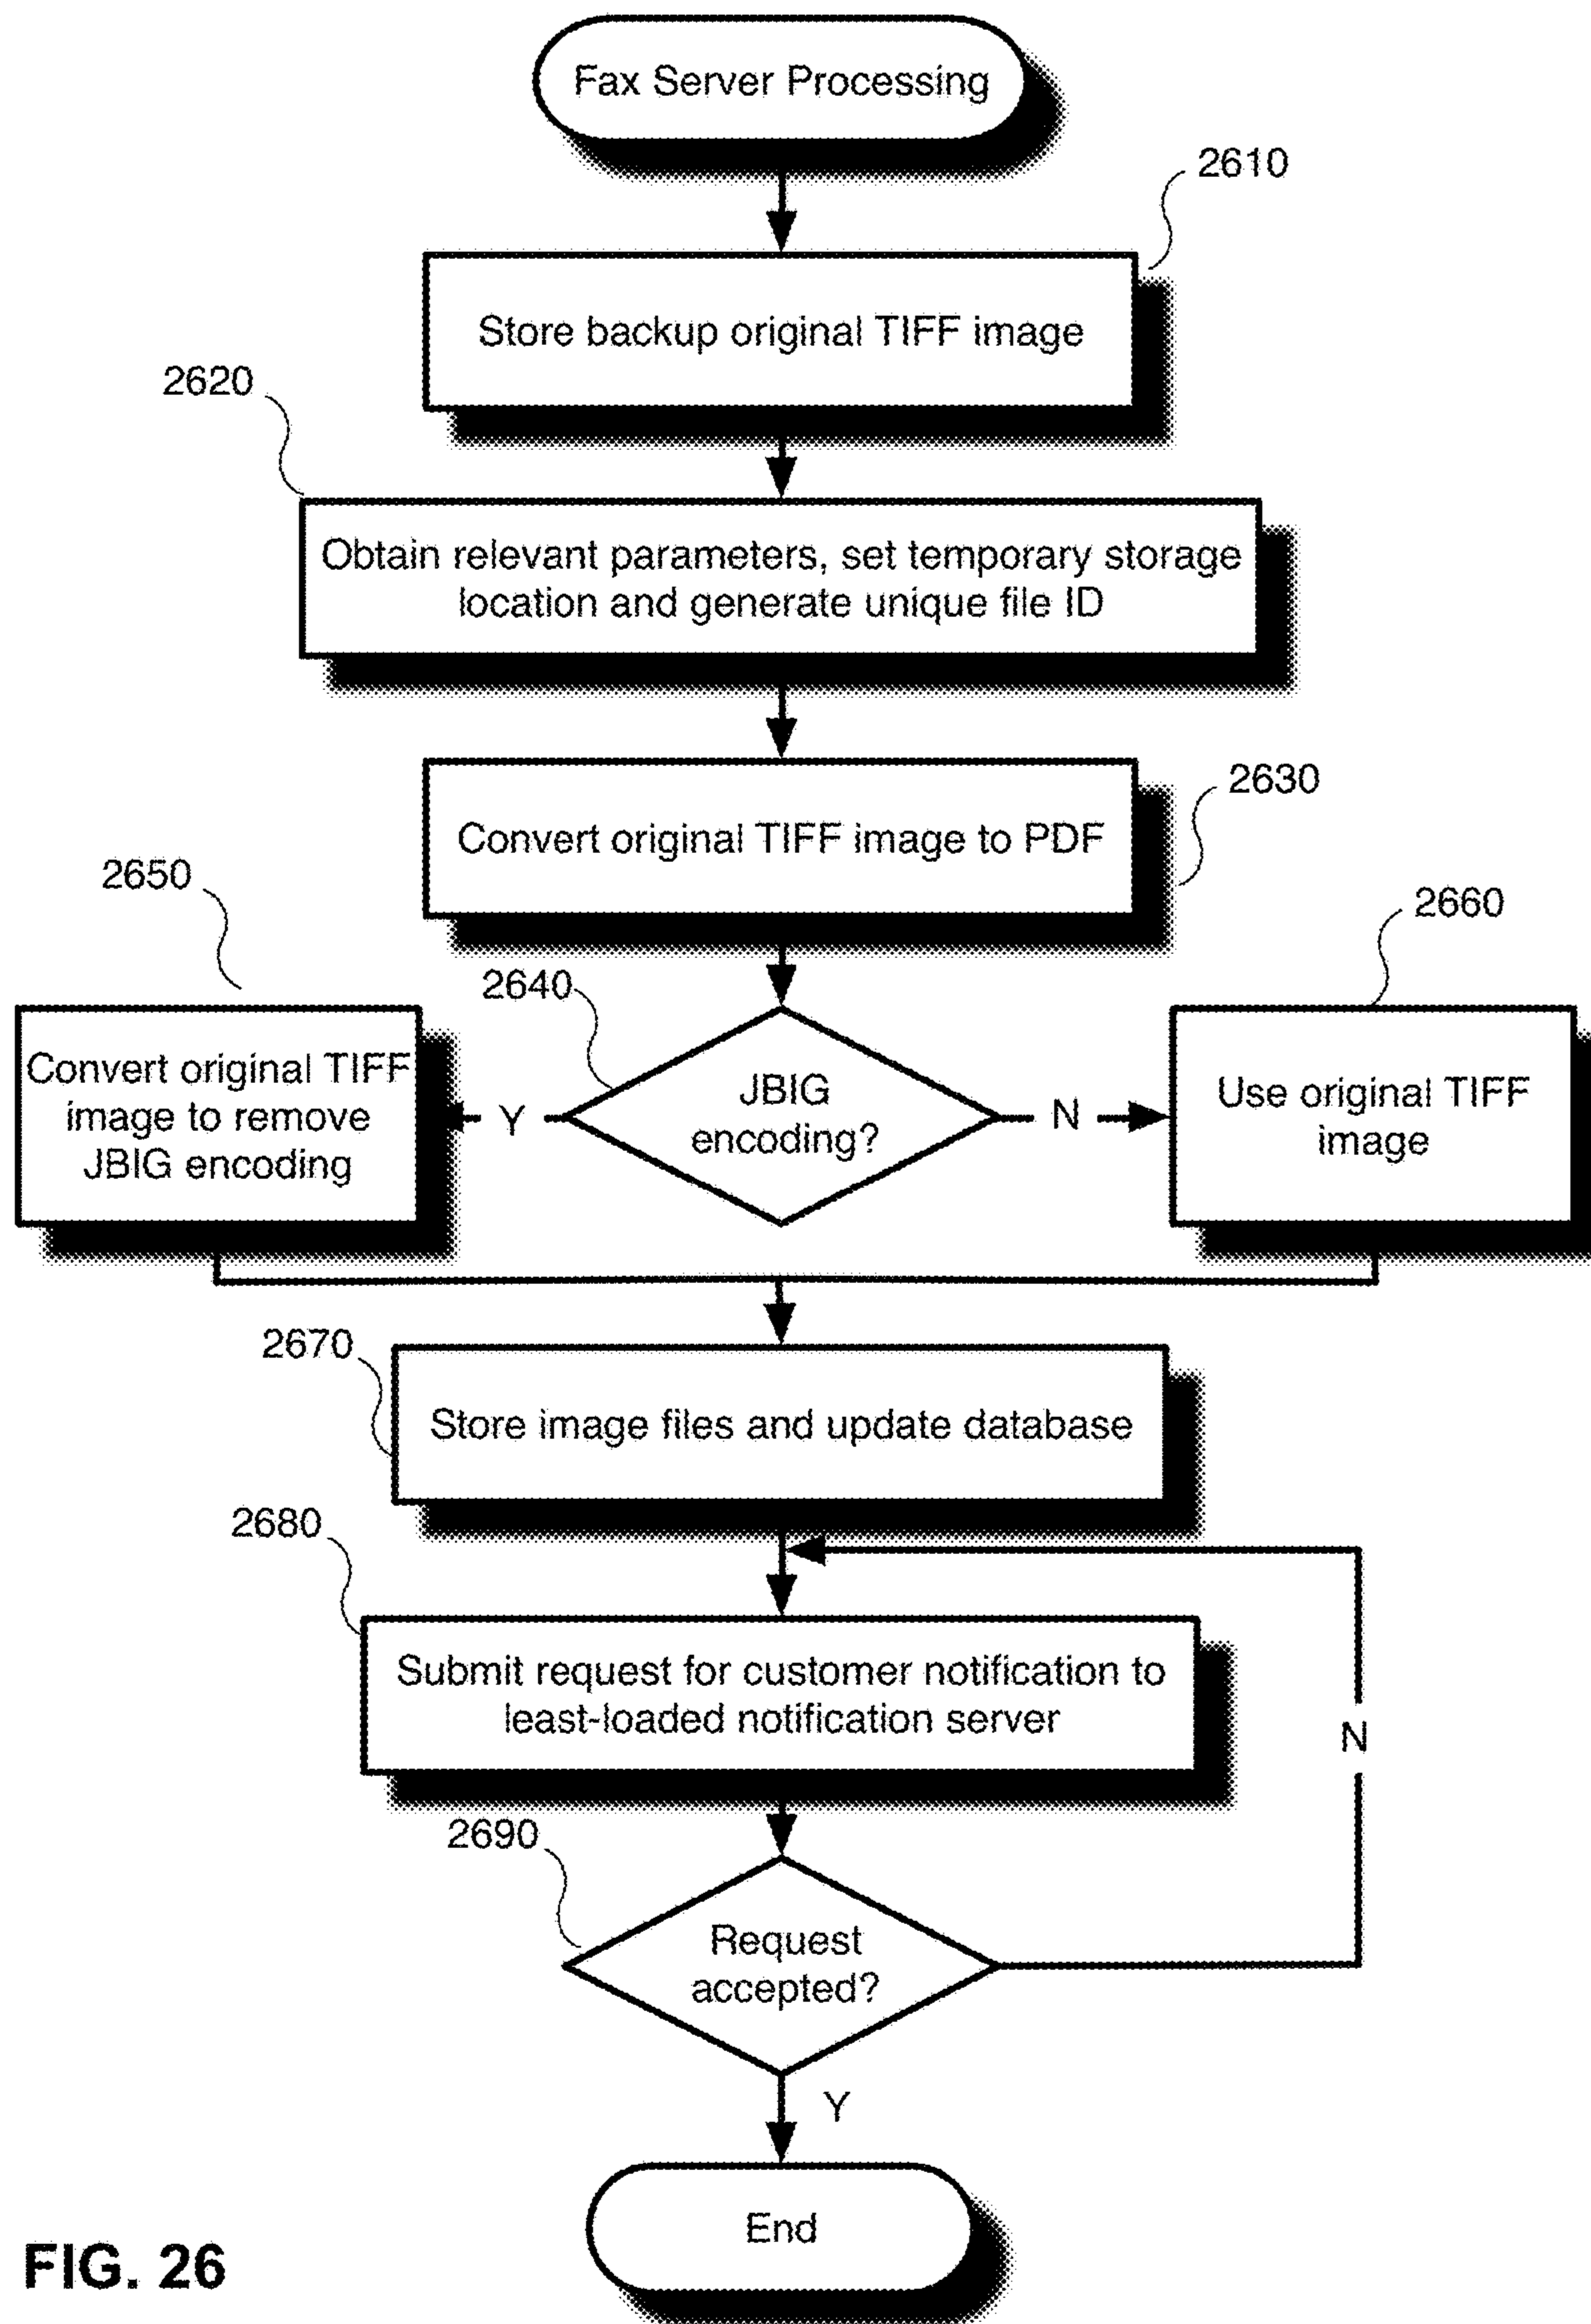 Fax Server Processing
2610
Store backup original TIFF image
2620
Obtain relevant parameters, set temporary storage
location and generate unique file ID
2630
Convert original TIFF image to PDF
2650
2660
2640
Convert original TIFF
image to remove
JBIG encoding
Y
JBIG
encoding?
N
Use original TIFF
image
2670
Store image files and update database
2680
Submit request for customer notification to
least-loaded notification server
N
2690
Request
accepted?
Y
End
FIG. 26